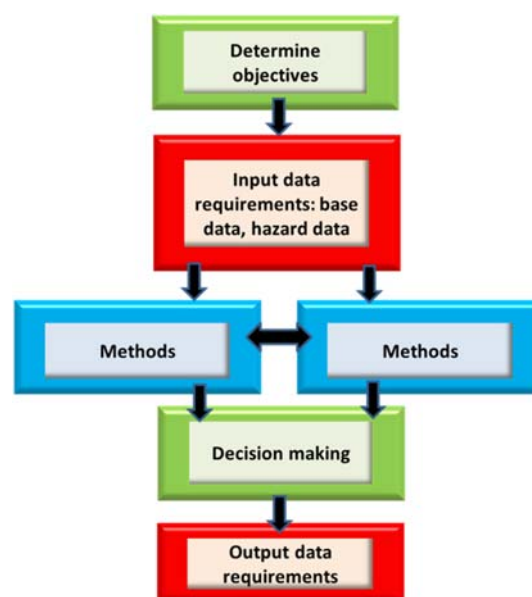 Determine
objectives
Input data
requirements: base
data, hazard data
Methods
Methods
Decision making
Output data
requirements